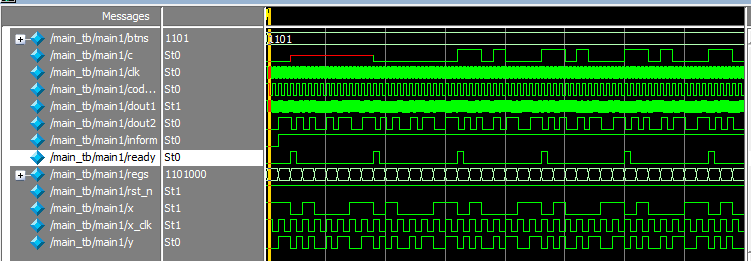 Messages
/main_tb/main1/btns 1101 1101
/main_tb/main1/c St0
/main_tb/main1/clk St0
/main_tb/main1/cod... St0
/main_tb/main1/dout1 St1
/main_tb/main1/dout2 St0
/main_tb/main1/inform St0
/main_tb/main1/ready St0
/main_tb/main1/regs 1101000
/main_tb/main1/rst_n St1
/main_tb/main1/x St1
/main_tb/main1/x_clk St1
/main_tb/main1/y St0